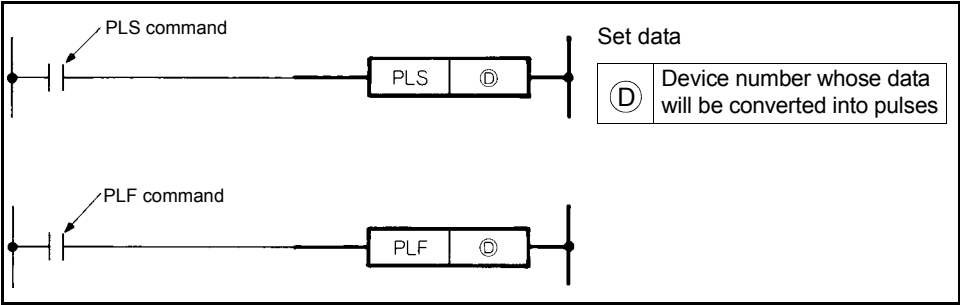 PLS command
PLS Ⓓ
Set data
Ⓓ Device number whose data
will be converted into pulses
PLF command
PLF Ⓓ